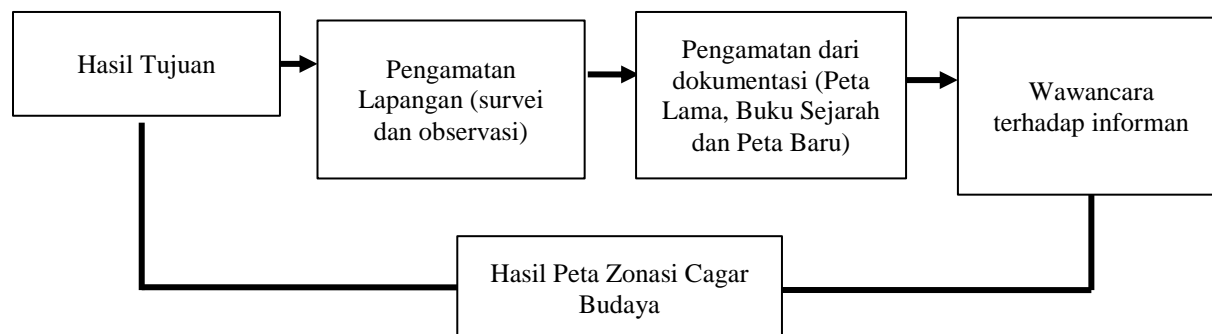 Hasil Tujuan
Pengamatan
Lapangan (survei
dan observasi)
Pengamatan dari
dokumentasi (Peta
Lama, Buku Sejarah
dan Peta Baru)
Wawancara
terhadap informan
Hasil Peta Zonasi Cagar
Budaya